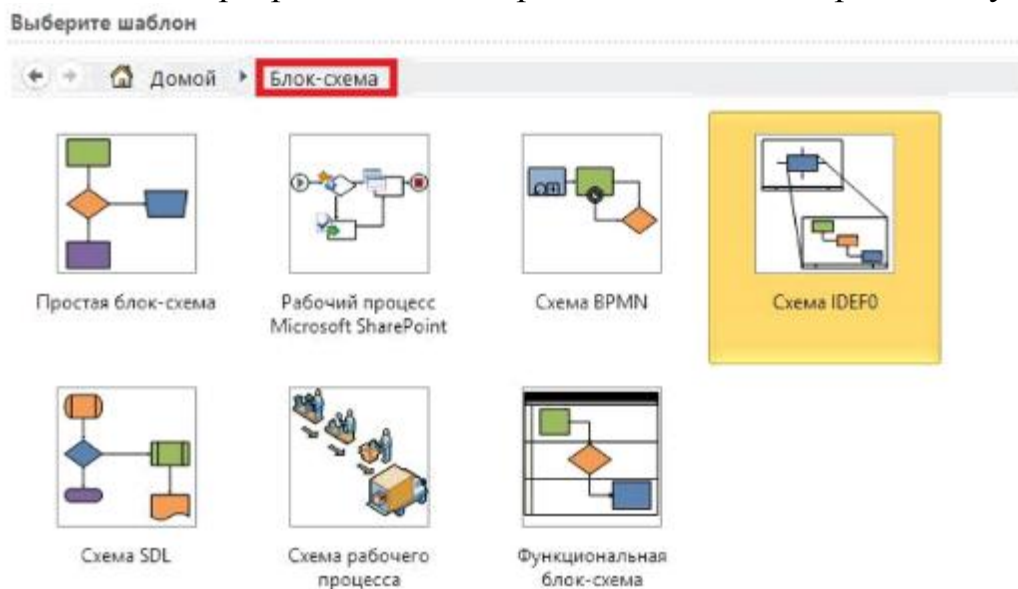 Выберите шаблон
Домой
Блок-схема
Простая блок-схема
Рабочий процесс
Microsoft SharePoint
Схема BPMN
Схема IDEF0
Схема SDL
Схема рабочего
процесса
Функциональная
блок-схема